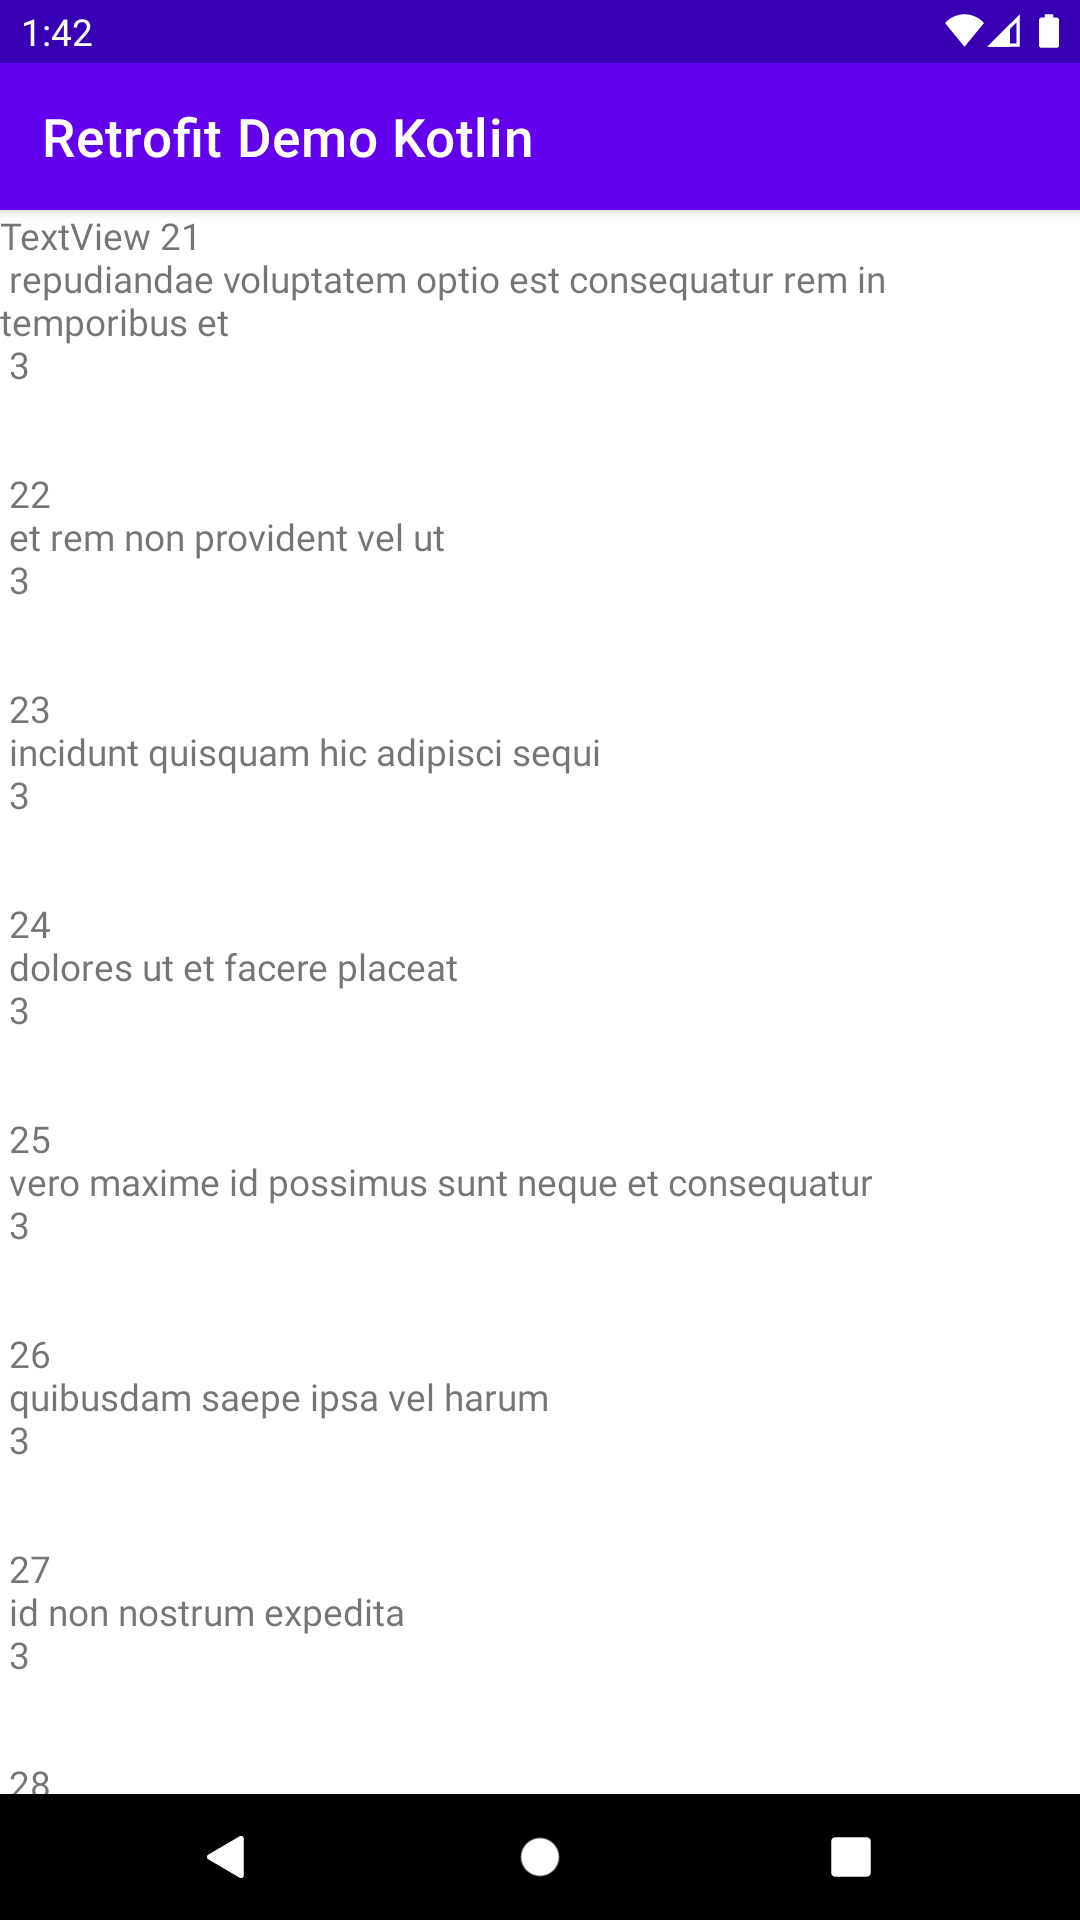 1:42
Retrofit Demo Kotlin
TextView 21
repudiandae voluptatem optio est consequatur rem in
temporibus et
3
22
et rem non provident vel ut
3
23
incidunt quisquam hic adipisci sequi
3
24
dolores ut et facere placeat
3
25
vero maxime id possimus sunt neque et consequatur
3
26
quibusdam saepe ipsa vel harum
3
27
id non nostrum expedita
3
28